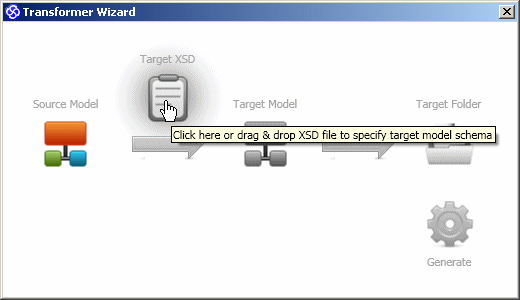 Transformer Wizard
Target XSD
Source Model
Target Model
Target Folder
Click here or drag & drop XSD file to specify target model schema
Generate